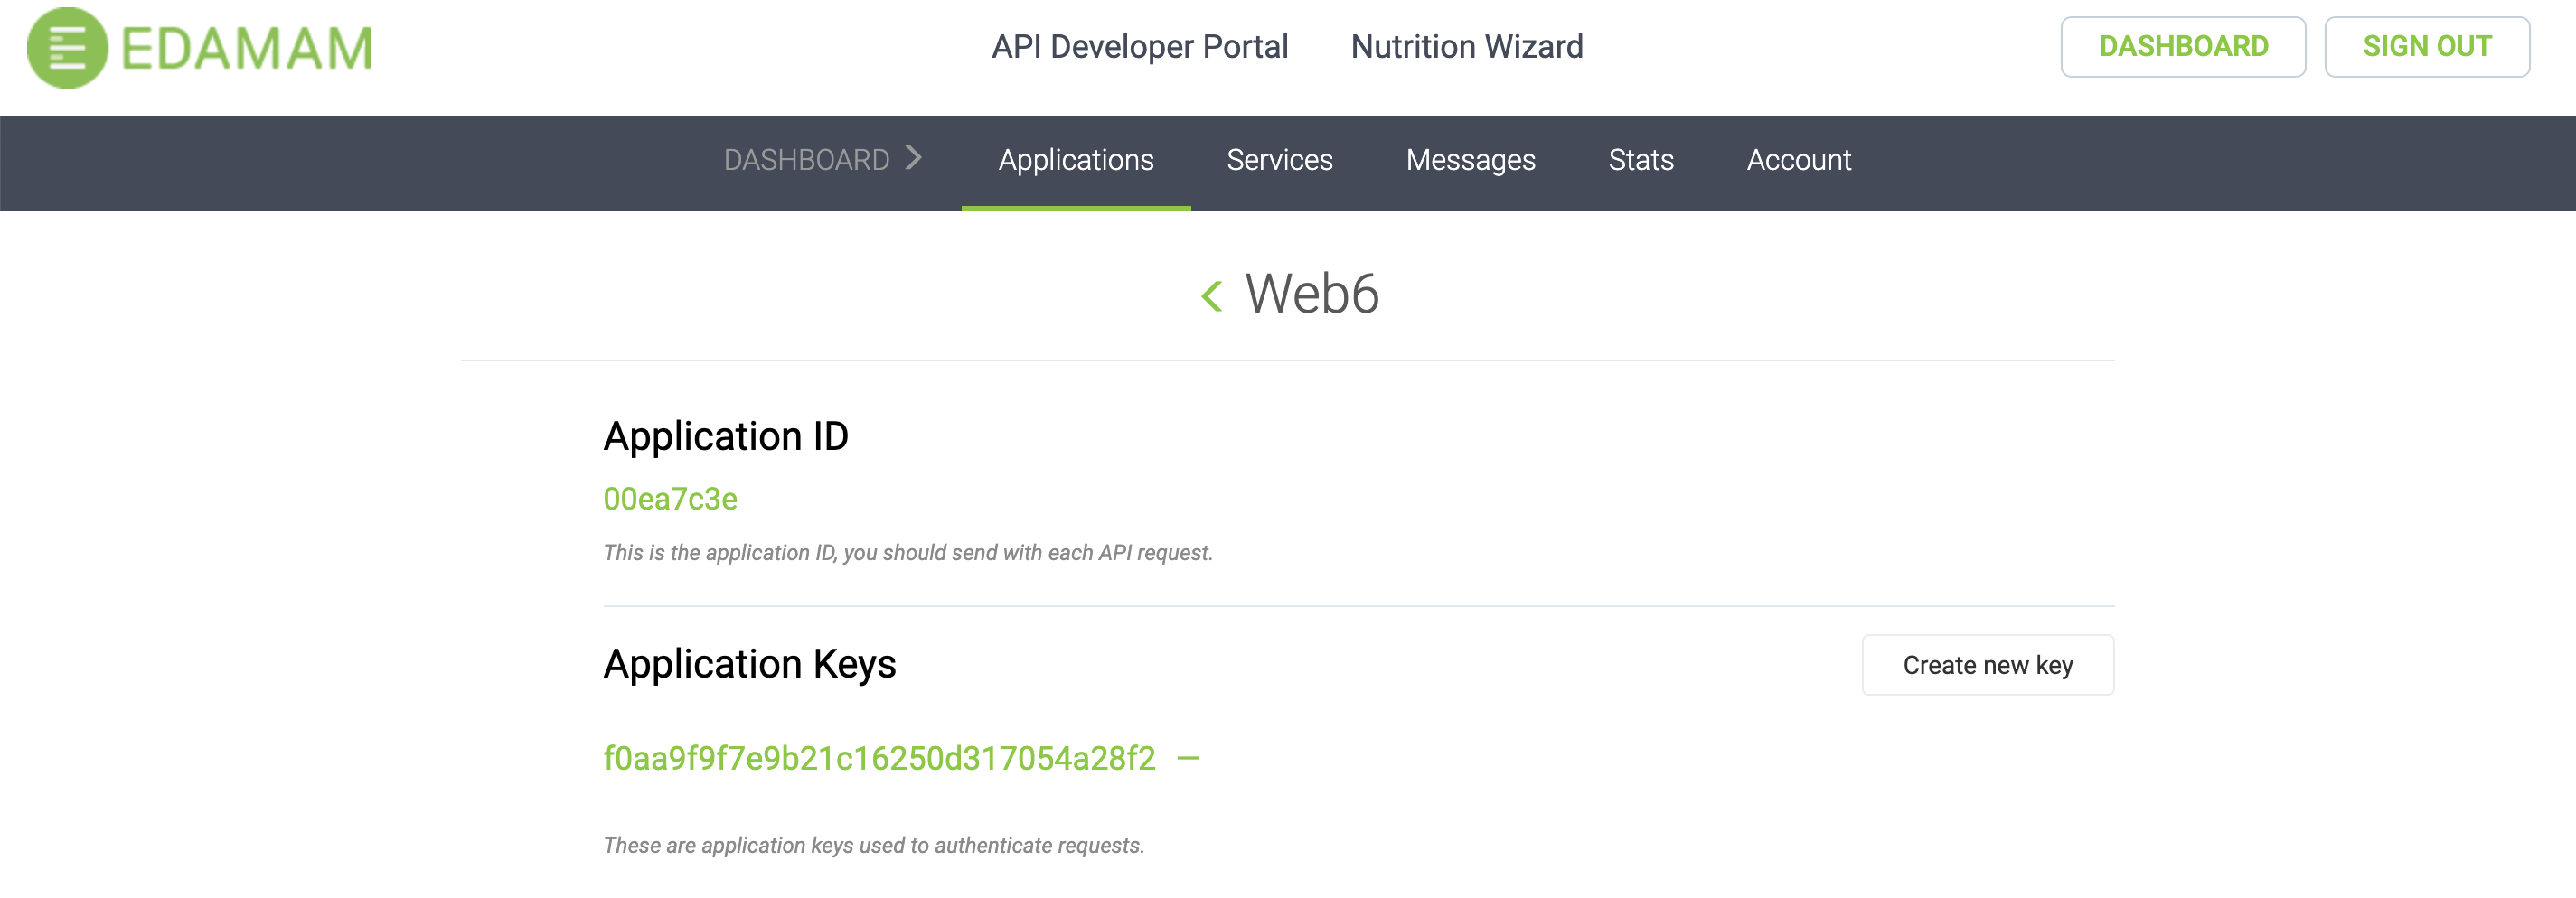 EDAMAM
API Developer Portal Nutrition Wizard
DASHBOARD SIGN OUT
DASHBOARD > Applications Services Messages Stats Account
< Web6
Application ID
00ea7c3e
This is the application ID, you should send with each API request.
Application Keys
Create new key
f0aa9f9f7e9b21c16250d317054a28f2 –
These are application keys used to authenticate requests.